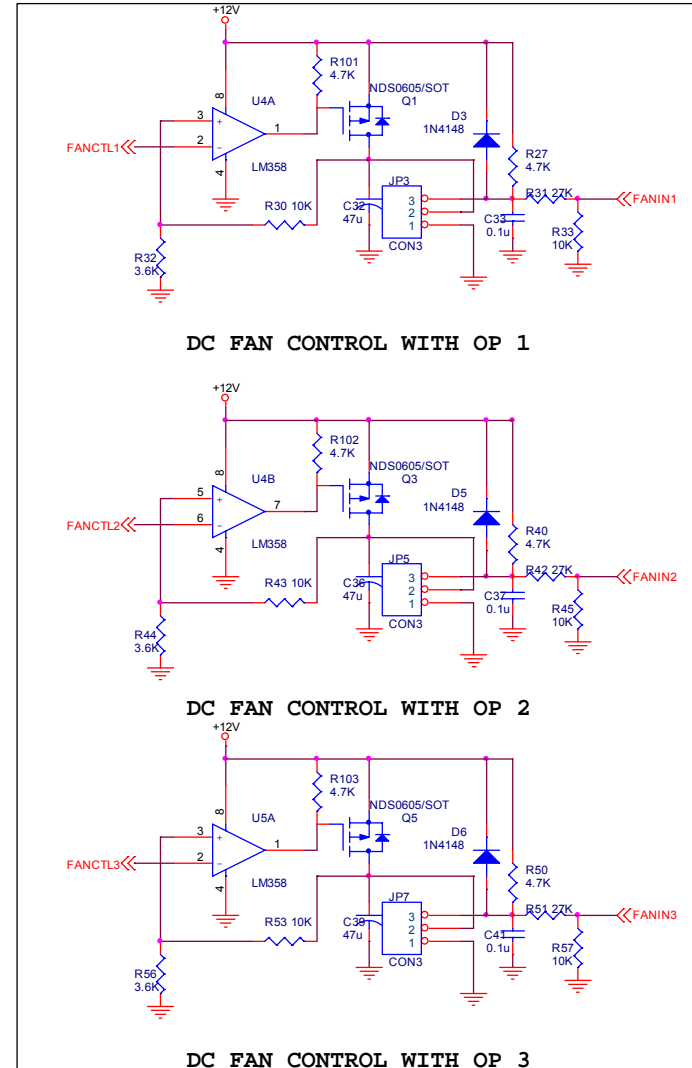 +12V
R101
4.7K
NDS0605/SOT
Q1
U4A
8
3
+
2
-
1
4
LM358
FANCTL1
D3
1N4148
R27
4.7K
JP3
3
2
1
CON3
R30 10K
C32
47u
R31 27K
FANIN1
C33
0.1u
R33
10K
R32
3.6K
DC FAN CONTROL WITH OP 1
+12V
R102
4.7K
NDS0605/SOT
Q3
U4B
8
5
+
6
-
7
4
LM358
FANCTL2
D5
1N4148
R40
4.7K
JP5
3
2
1
CON3
R43 10K
C36
47u
R42 27K
FANIN2
C37
0.1u
R45
10K
R44
3.6K
DC FAN CONTROL WITH OP 2
+12V
R103
4.7K
NDS0605/SOT
Q5
U5A
8
3
+
2
-
1
4
LM358
FANCTL3
D6
1N4148
R50
4.7K
JP7
3
2
1
CON3
R53 10K
C39
47u
R51 27K
FANIN3
C41
0.1u
R57
10K
R56
3.6K
DC FAN CONTROL WITH OP 3